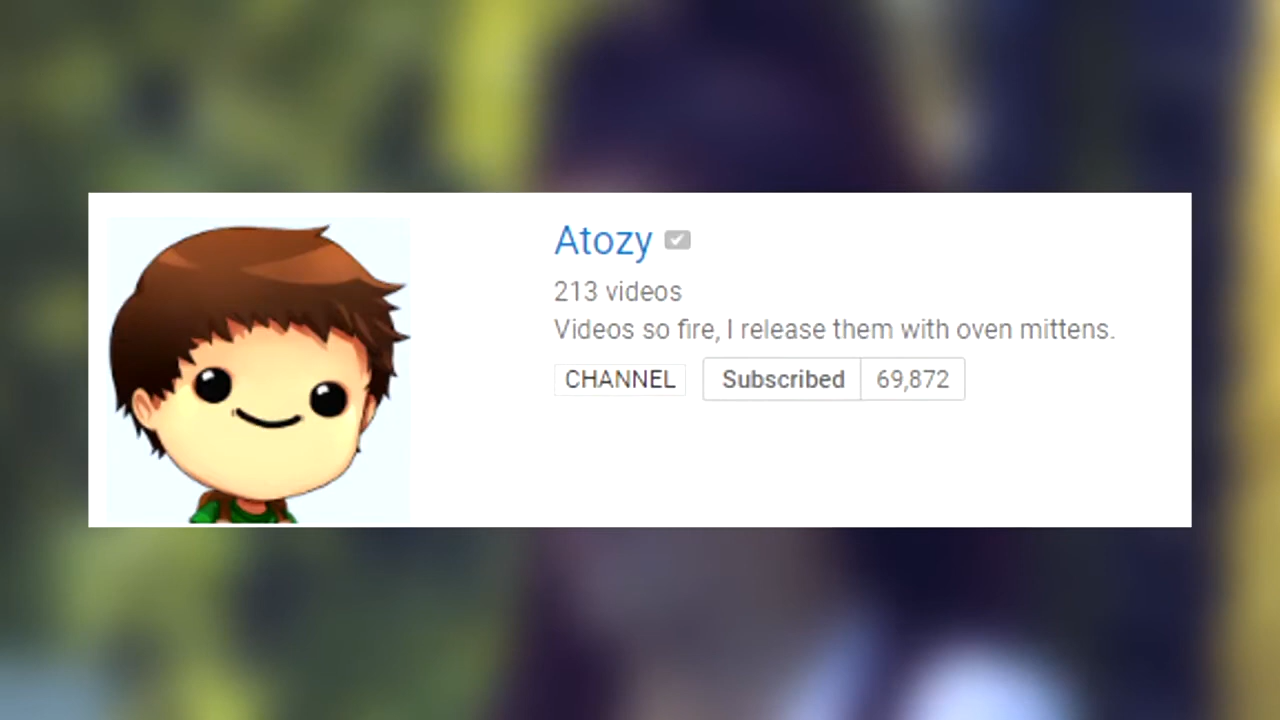 Atozy
213 videos
Videos so fire, I release them with oven mittens.
CHANNEL Subscribed 69,872